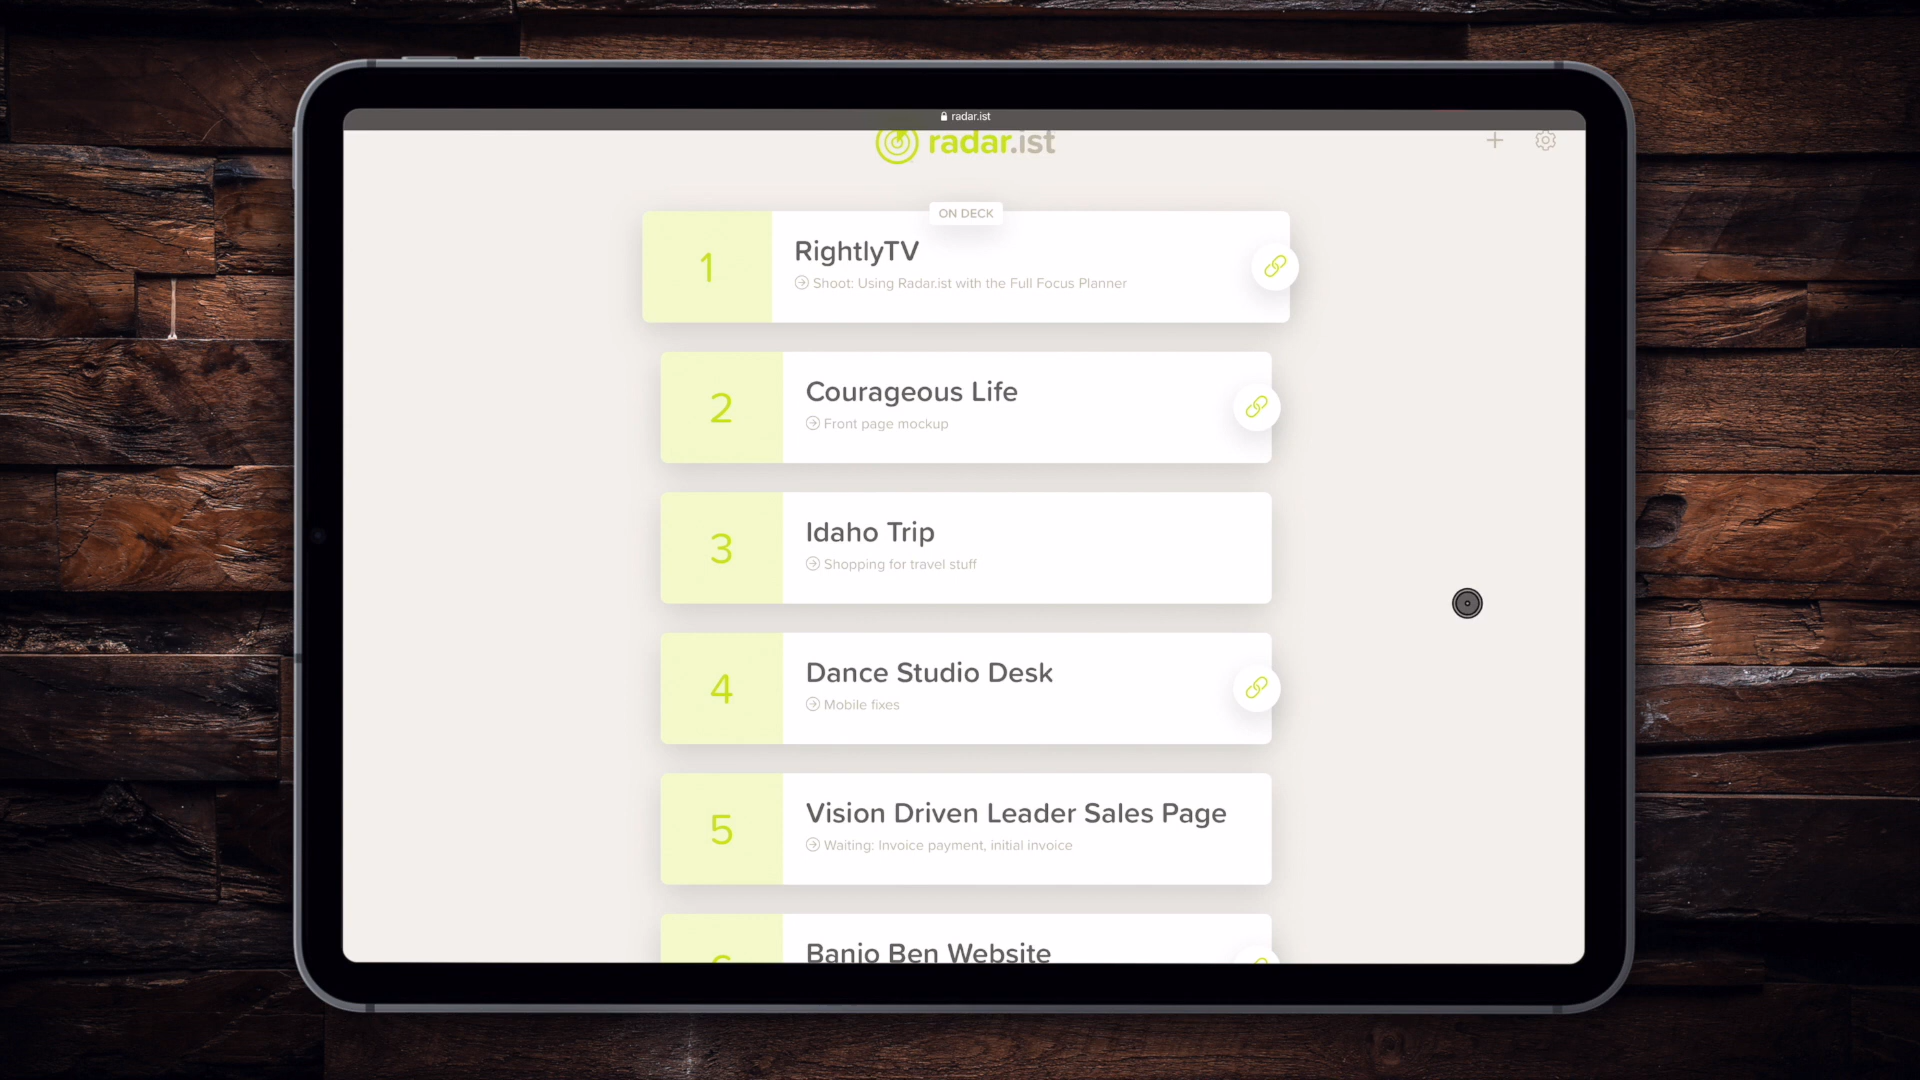 radar.ist
radar.ist
ON DECK
1
RightlyTV
Shoot: Using Radar.ist with the Full Focus Planner
2
Courageous Life
Front page mockup
3
Idaho Trip
Shopping for travel stuff
4
Dance Studio Desk
Mobile fixes
5
Vision Driven Leader Sales Page
Waiting: Invoice payment, initial invoice
6
Banjo Ben Website